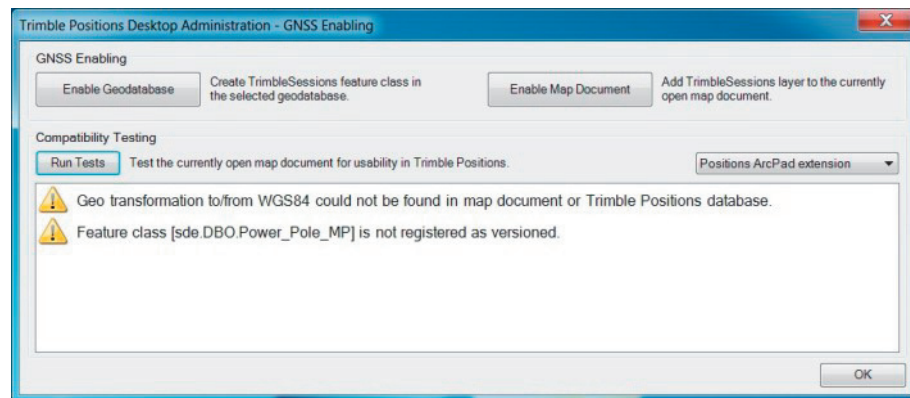 Trimble Positions Desktop Administration - GNSS Enabling
GNSS Enabling
Enable Geodatabase
Create TrimbleSessions feature class in
the selected geodatabase.
Enable Map Document
Add TrimbleSessions layer to the currently
open map document.
Compatibility Testing
Run Tests
Test the currently open map document for usability in Trimble Positions.
Positions ArcPad extension
Geo transformation to/from WGS84 could not be found in map document or Trimble Positions database.
Feature class [sde.DBO.Power_Pole_MP] is not registered as versioned.
OK